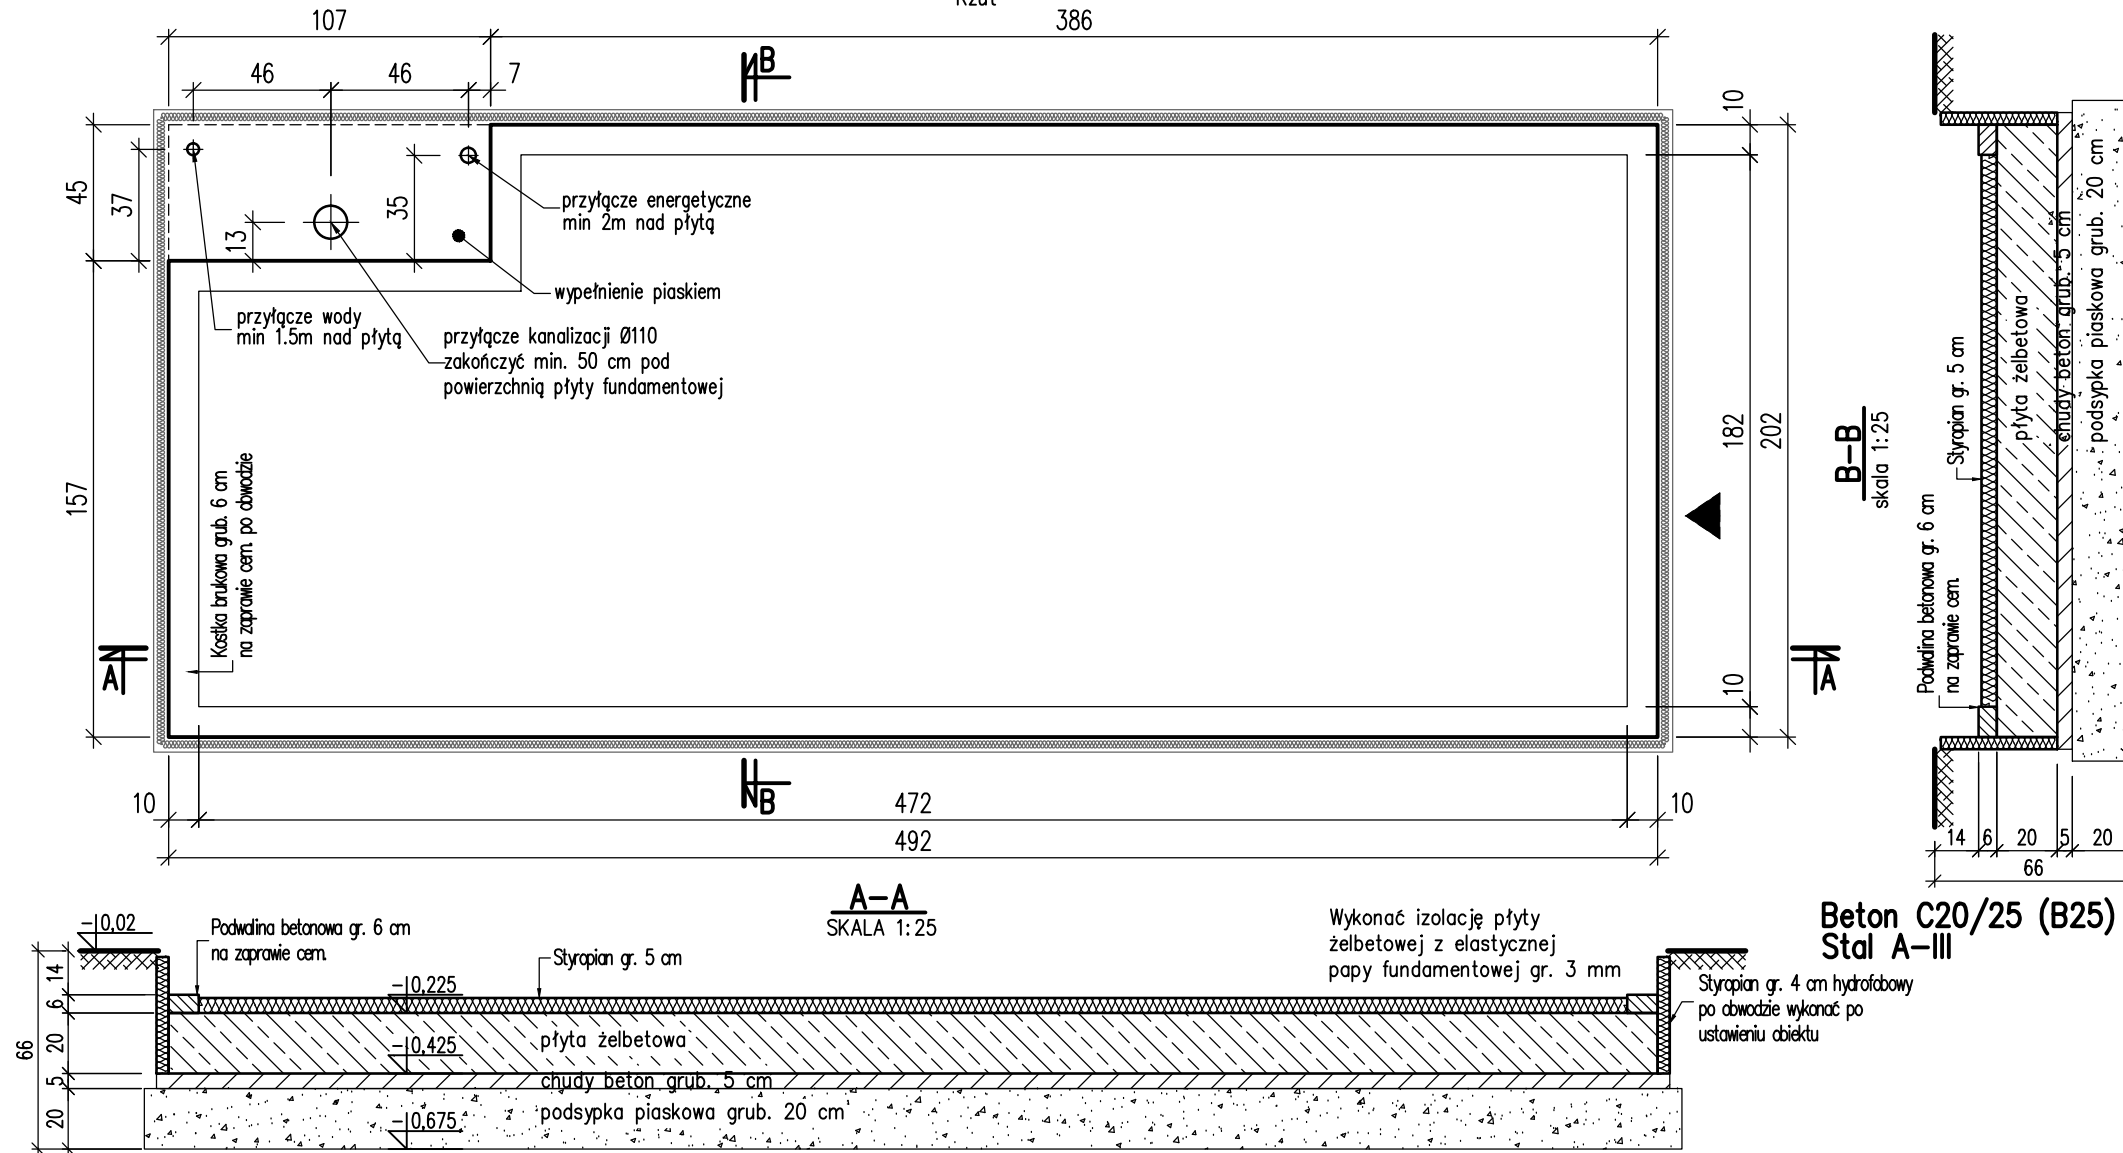 Rzut
107
386
46
46
7
B
10
45
37
13
35
przyłącze energetyczne
min 2m nad płytą
wypełnienie piaskiem
przyłącze wody
min 1.5m nad płytą
przyłącze kanalizacji Ø110
zakończyć min. 50 cm pod
powierzchnią płyty fundamentowej
157
Kostka brukowa grub. 6 cm
na zaprawie cem. po obwodzie
182
202
10
A
A
B
10
472
10
492
B-B
skala 1:25
Styropian gr. 5 cm
płyta żelbetowa
chudy beton grub. 5 cm
podsypka piaskowa grub. 20 cm
Podwalina betonowa gr. 6 cm
na zaprawie cem.
14
6
20
5
20
66
Beton C20/25 (B25)
Stal A-III
A-A
SKALA 1:25
-0,02
Podwalina betonowa gr. 6 cm
na zaprawie cem.
Styropian gr. 5 cm
Wykonać izolację płyty
żelbetowej z elastycznej
papy fundamentowej gr. 3 mm
Styropian gr. 4 cm hydrofobowy
po obwodzie wykonać po
ustawieniu obiektu
-0,225
płyta żelbetowa
-0,425
chudy beton grub. 5 cm
podsypka piaskowa grub. 20 cm
-0,675
14
6
20
5
20
66